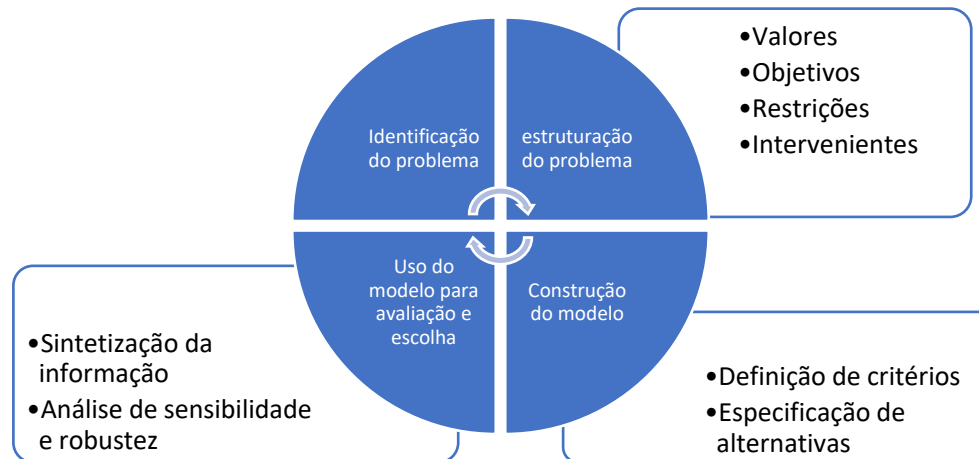 Identificação
do problema
estruturação
do problema
•Valores
•Objetivos
•Restrições
•Intervenientes
Uso do
modelo para
avaliação e
escolha
Construção
do modelo
•Sintetização da
informação
•Análise de sensibilidade
e robustez
•Definição de critérios
•Especificação de
alternativas